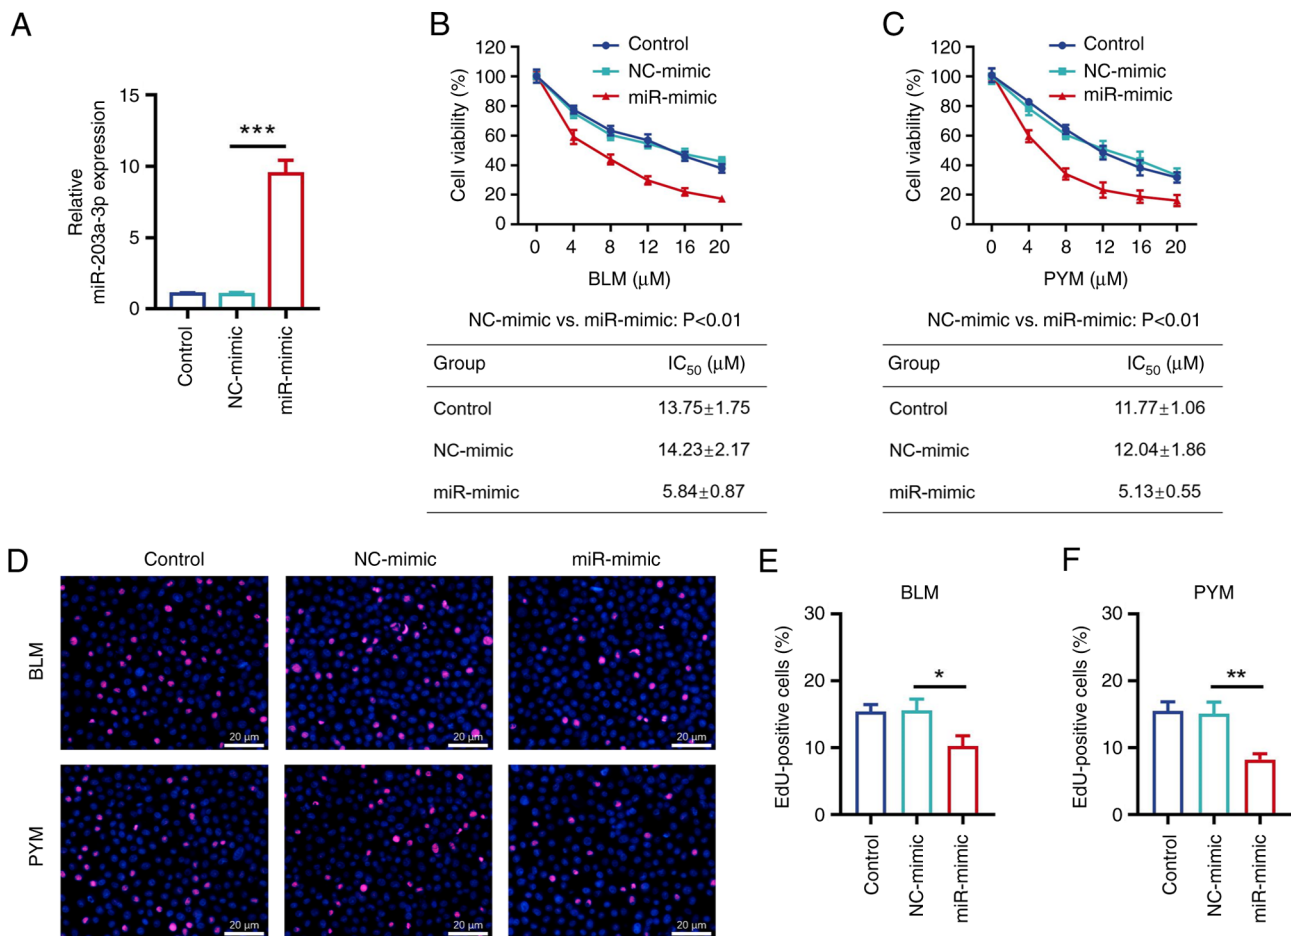 A
Relative
miR-203a-3p expression
15
10
5
0
***
Control
NC-mimic
miR-mimic
B
Cell viability (%)
120
100
80
60
40
20
0
Control
NC-mimic
miR-mimic
0 4 8 12 16 20
BLM (μM)
NC-mimic vs. miR-mimic: P<0.01
Group IC50 (μM)
Control 13.75±1.75
NC-mimic 14.23±2.17
miR-mimic 5.84±0.87
C
Cell viability (%)
120
100
80
60
40
20
0
Control
NC-mimic
miR-mimic
0 4 8 12 16 20
PYM (μM)
NC-mimic vs. miR-mimic: P<0.01
Group IC50 (μM)
Control 11.77±1.06
NC-mimic 12.04±1.86
miR-mimic 5.13±0.55
D
Control NC-mimic miR-mimic
BLM
20 μm 20 μm 20 μm
PYM
20 μm 20 μm 20 μm
E
BLM
EdU-positive cells (%)
30
20
10
0
*
Control
NC-mimic
miR-mimic
F
PYM
EdU-positive cells (%)
30
20
10
0
**
Control
NC-mimic
miR-mimic